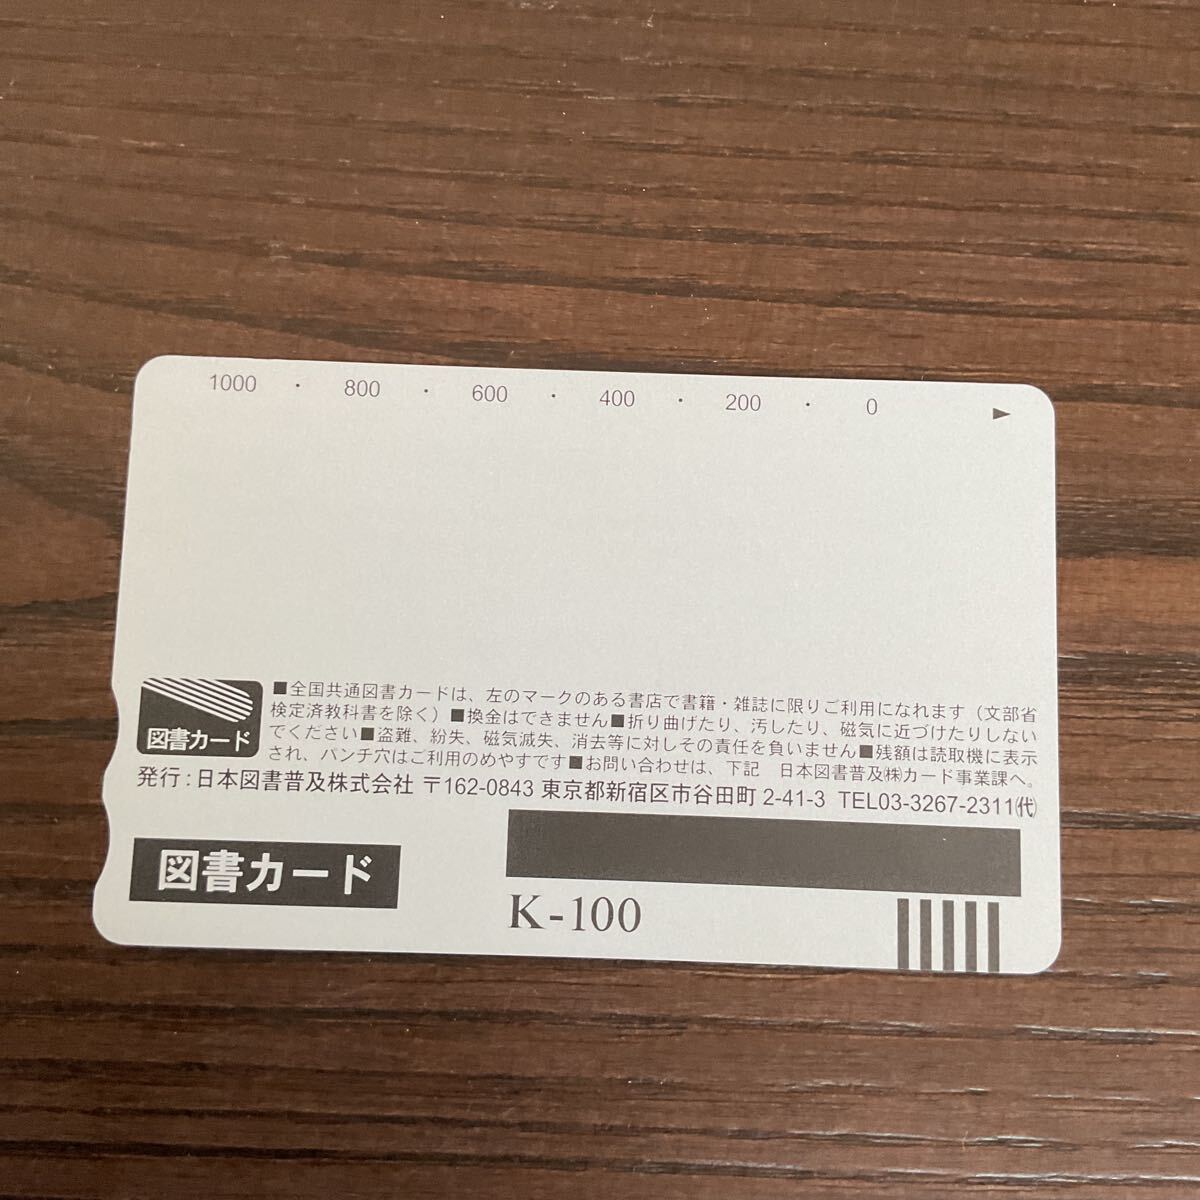 1000 ・ 800 ・ 600 ・ 400 ・ 200 ・ 0 ▶
図書カード
■全国共通図書カードは、左のマークのある書店で書籍・雑誌に限りご利用になれます（文部省
検定済教科書を除く）■換金はできません■折り曲げたり、汚したり、磁気に近づけたりしない
でください■盗難、紛失、磁気滅失、消去等に対しその責任を負いません■残額は読取機に表示
され、パンチ穴はご利用のめやすです■お問い合わせは、下記　日本図書普及㈱カード事業課へ。
発行：日本図書普及株式会社 〒162-0843 東京都新宿区市谷田町 2-41-3 TEL03-3267-2311㈹
図書カード
K-100